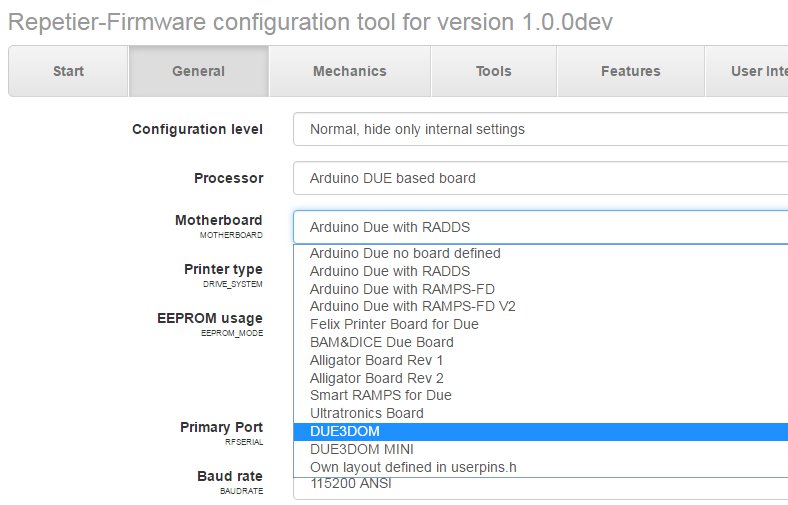 Repetier-Firmware configuration tool for version 1.0.0dev
Start General Mechanics Tools Features User Inte
Configuration level Normal, hide only internal settings
Processor Arduino DUE based board
Motherboard Arduino Due with RADDS
MOTHERBOARD
Arduino Due no board defined
Printer type Arduino Due with RADDS
DRIVE_SYSTEM Arduino Due with RAMPS-FD
Arduino Due with RAMPS-FD V2
EEPROM usage Felix Printer Board for Due
EEPROM_MODE BAM&DICE Due Board
Alligator Board Rev 1
Alligator Board Rev 2
Smart RAMPS for Due
Ultratronics Board
Primary Port DUE3DOM
RFSERIAL DUE3DOM MINI
Own layout defined in userpins.h
Baud rate 115200 ANSI
BAUDRATE